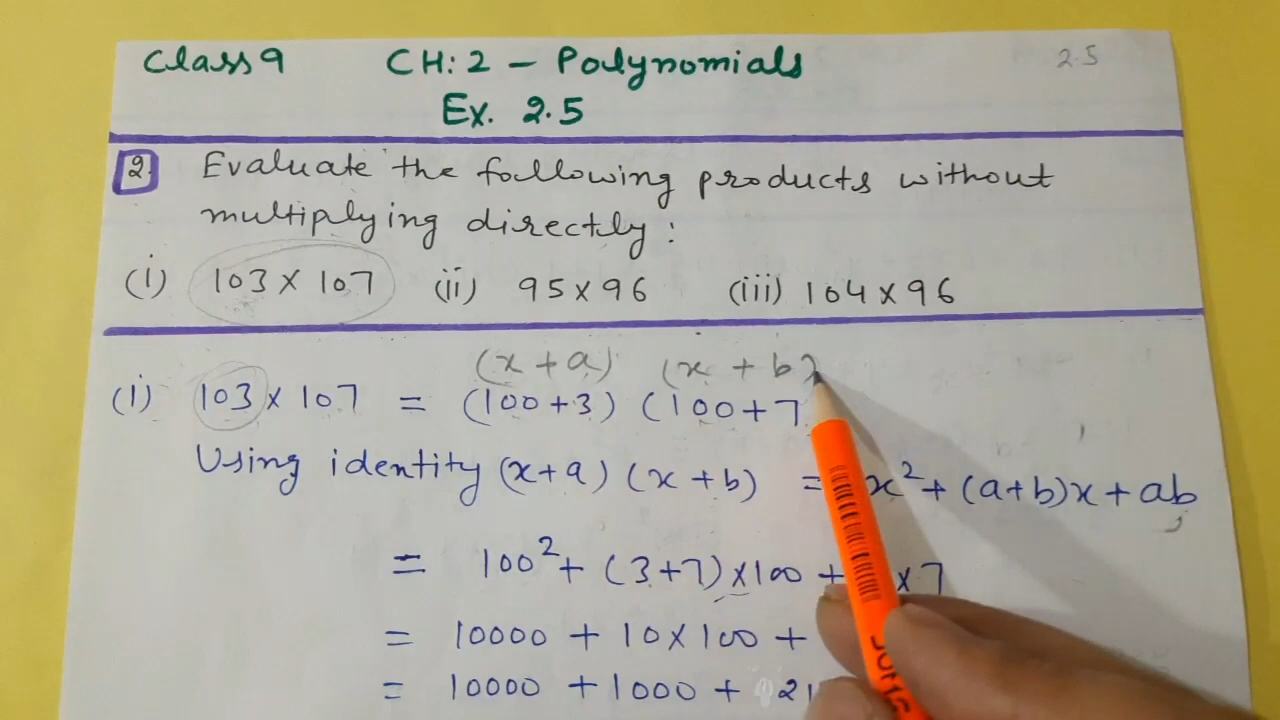 Class 9 CH: 2 - Polynomials 2.5
Ex. 2.5
2. Evaluate the following products without
multiplying directly :
(i) 103 x 107 (ii) 95 x 96 (iii) 104 x 96
(x + a) (x + b)
(i) 103 x 107 = (100+3) (100+7
Using identity (x+a) (x+b) = x² + (a+b)x + ab
= 100² + (3+7) x 100 + x 7
= 10000 + 10 x 100 +
= 10000 + 1000 + 21